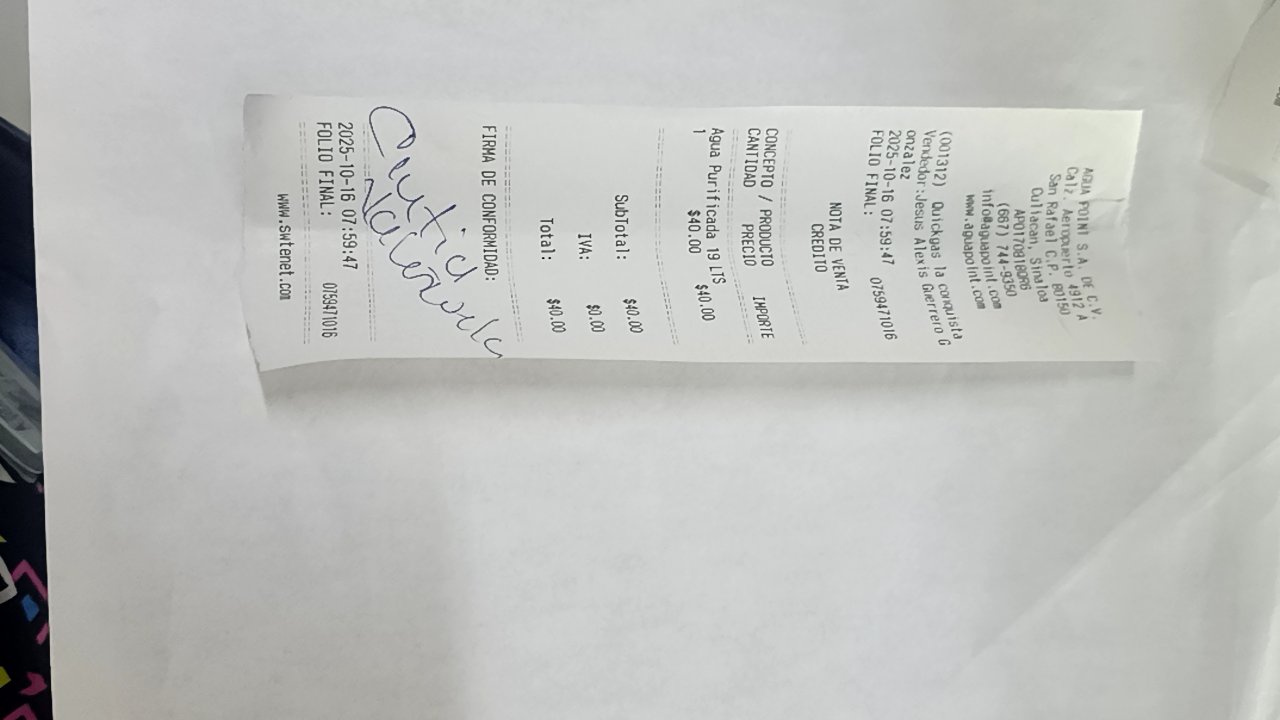 AGUA POINT S.A. DE C.V.
Calz. Aeropuerto 4912 A
San Rafael C.P. 80150
Culiacan, Sinaloa
APO170818QR6
(667) 744-9350
info@aguapoint.com
www.aguapoint.com
(001312) Quickgas la conquista
Vendedor:Jesus Alexis Guerrero G
onzalez
2025-10-16 07:59:47
FOLIO FINAL: 0759471016
NOTA DE VENTA
CREDITO
CONCEPTO / PRODUCTO
CANTIDAD PRECIO IMPORTE
Agua Purificada 19 LTS
1 $40.00 $40.00
SubTotal: $40.00
IVA: $0.00
Total: $40.00
FIRMA DE CONFORMIDAD:
2025-10-16 07:59:47
FOLIO FINAL: 0759471016
www.swtenet.com